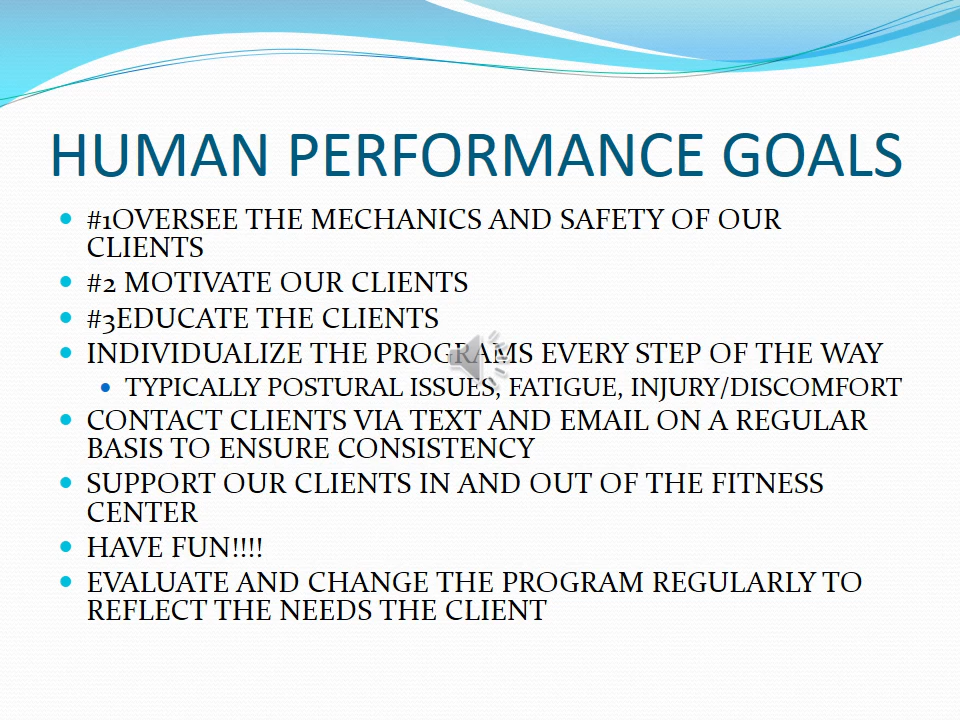 HUMAN PERFORMANCE GOALS
#1OVERSEE THE MECHANICS AND SAFETY OF OUR
CLIENTS
#2 MOTIVATE OUR CLIENTS
#3EDUCATE THE CLIENTS
INDIVIDUALIZE THE PROGRAMS EVERY STEP OF THE WAY
TYPICALLY POSTURAL ISSUES, FATIGUE, INJURY/DISCOMFORT
CONTACT CLIENTS VIA TEXT AND EMAIL ON A REGULAR
BASIS TO ENSURE CONSISTENCY
SUPPORT OUR CLIENTS IN AND OUT OF THE FITNESS
CENTER
HAVE FUN!!!!
EVALUATE AND CHANGE THE PROGRAM REGULARLY TO
REFLECT THE NEEDS THE CLIENT